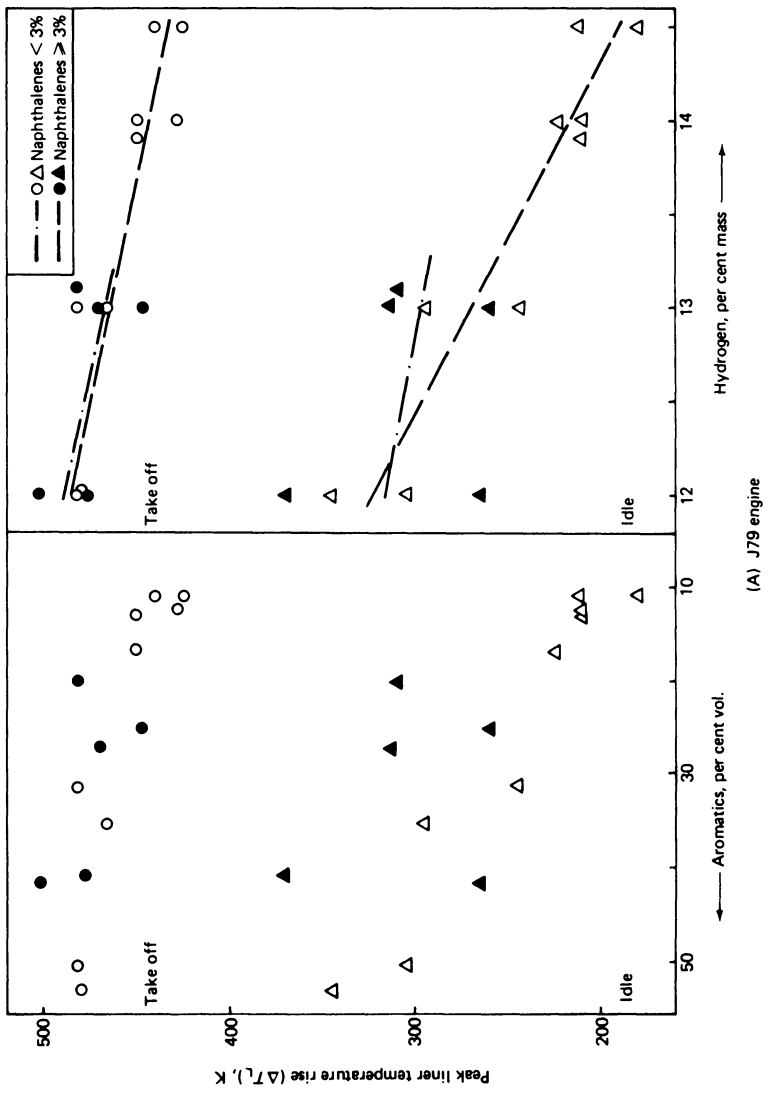 Peak liner temperature rise (ΔT_L), K
500
400
300
200
Take off
Idle
50
30
10
← Aromatics, per cent vol.
Naphthalenes < 3%
Naphthalenes ⩾ 3%
Take off
Idle
12
13
14
Hydrogen, per cent mass →
(A) J79 engine